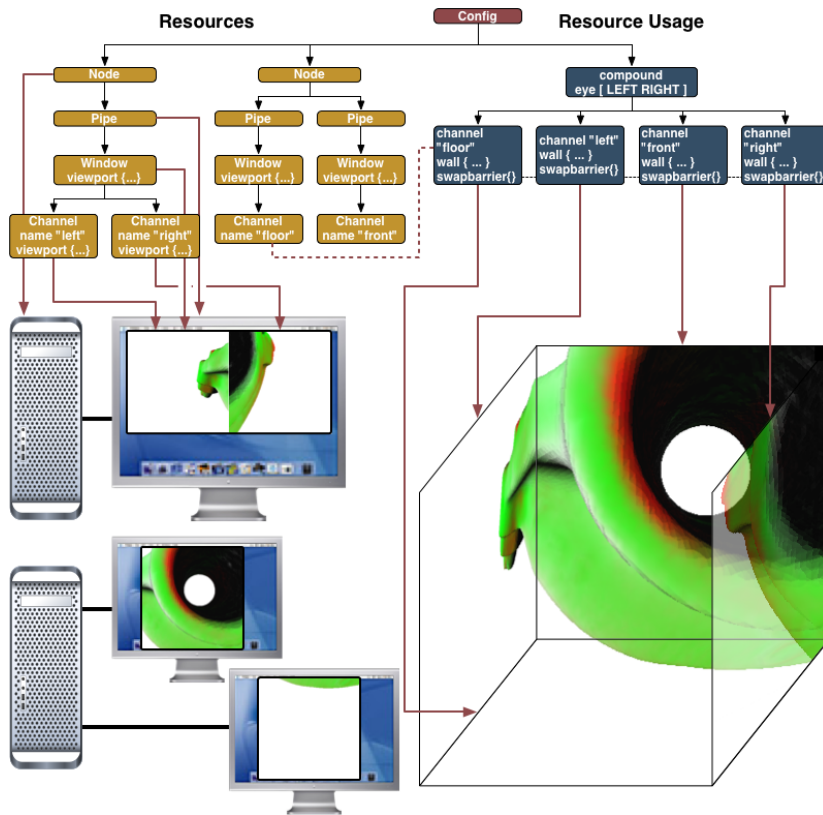 Resources
Config
Resource Usage
Node
Node
compound
eye [ LEFT RIGHT ]
Pipe
Pipe
Pipe
channel
"floor"
wall { ... }
swapbarrier{}
channel "left"
wall { ... }
swapbarrier{}
channel
"front"
wall { ... }
swapbarrier{}
channel
"right"
wall { ... }
swapbarrier{}
Window
viewport {...}
Window
viewport {...}
Window
viewport {...}
Channel
name "left"
viewport {...}
Channel
name "right"
viewport {...}
Channel
name "floor"
Channel
name "front"